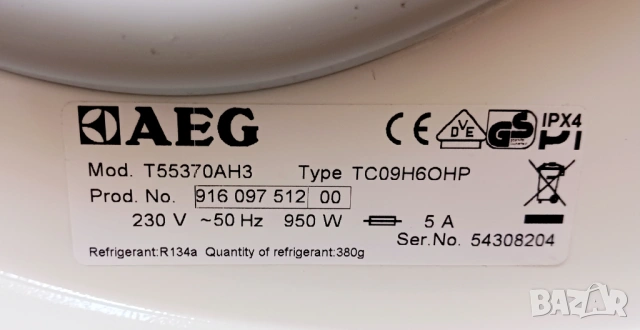 AEG
CE DVE GS IPX4
Mod. T55370AH3 Type TC09H6OHP
Prod. No. 916 097 512 00
230 V ~50 Hz 950 W 5 A
Ser.No. 54308204
Refrigerant:R134a Quantity of refrigerant:380g
BAZAR.bg